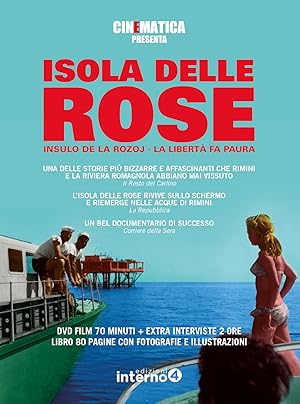 CINEMATICA
PRESENTA
ISOLA DELLE
ROSE
INSULO DE LA ROZOJ - LA LIBERTÀ FA PAURA
UNA DELLE STORIE PIÙ BIZZARRE E AFFASCINANTI CHE RIMINI
E LA RIVIERA ROMAGNOLA ABBIANO MAI VISSUTO
Il Resto del Carlino
L'ISOLA DELLE ROSE RIVIVE SULLO SCHERMO
E RIEMERGE NELLE ACQUE DI RIMINI
La Repubblica
UN BEL DOCUMENTARIO DI SUCCESSO
Corriere della Sera
DVD FILM 70 MINUTI + EXTRA INTERVISTE 2 ORE
LIBRO 80 PAGINE CON FOTOGRAFIE E ILLUSTRAZIONI
edizioni
interno4